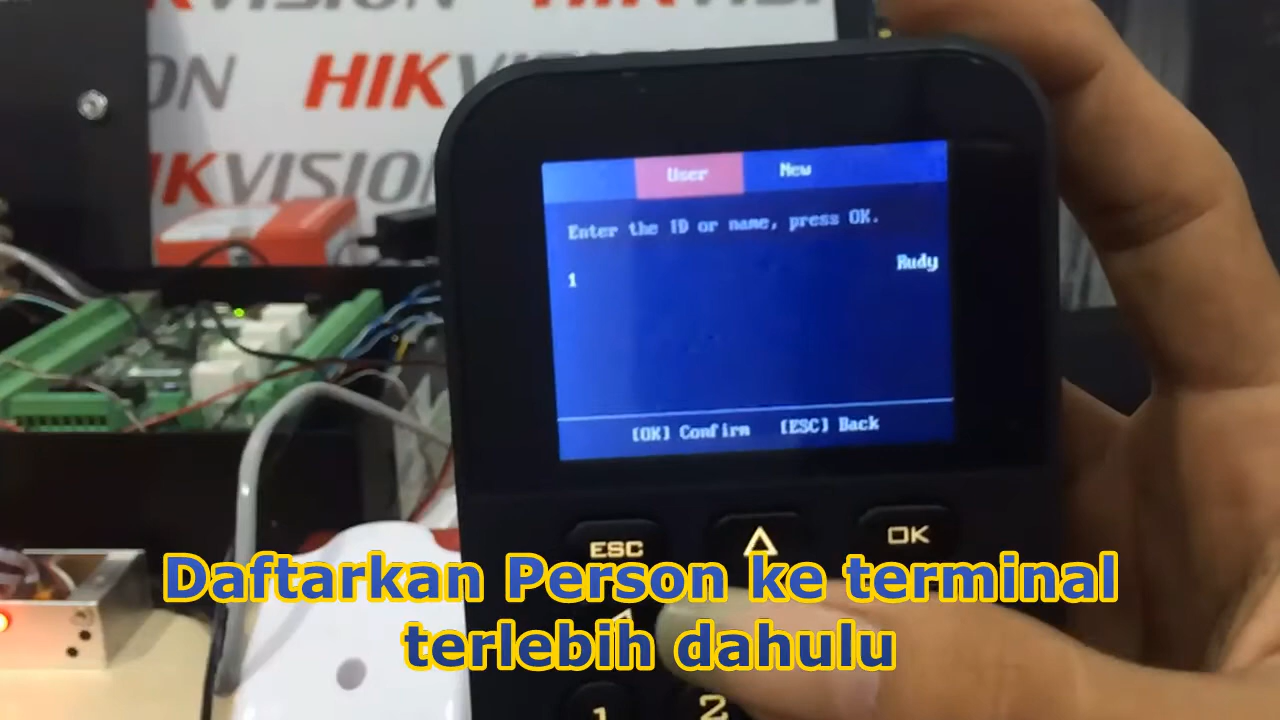 HIKVISION
HIKVISION
User New
Enter the ID or name, press OK.
1 Rudy
[OK] Confirm [ESC] Back
ESC OK
Daftarkan Person ke terminal
terlebih dahulu
1 2